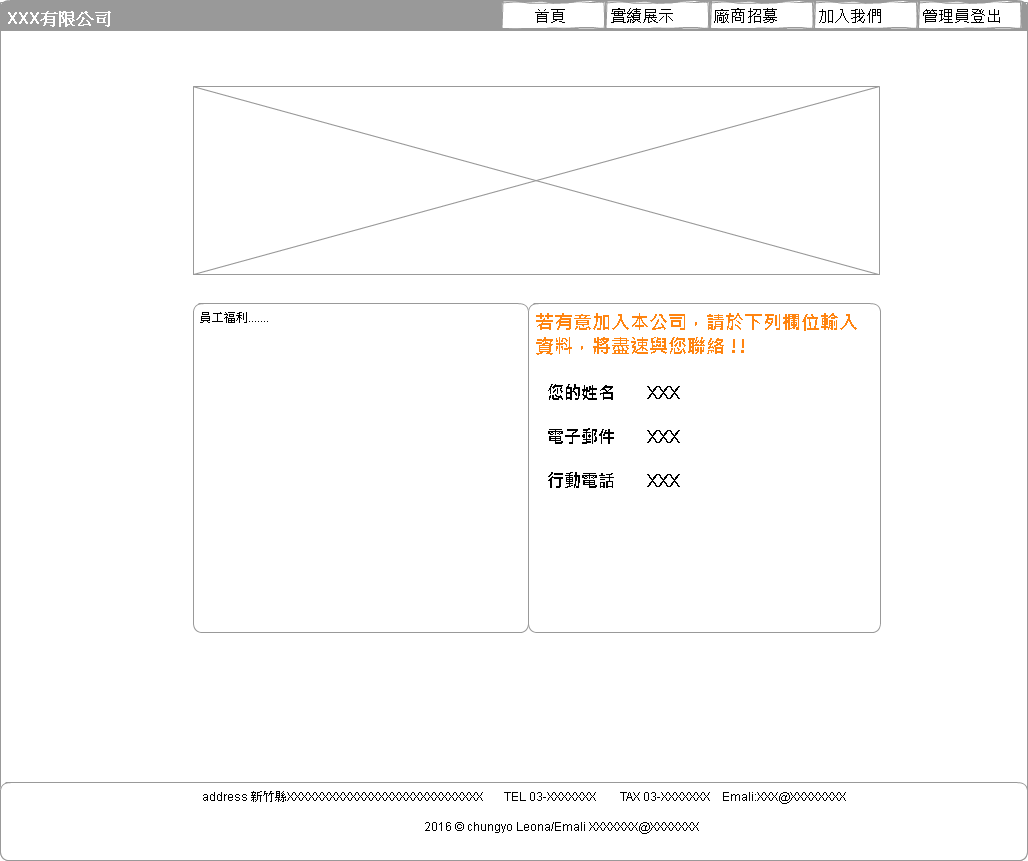 XXX有限公司 首頁 實績展示 廠商招募 加入我們 管理員登出
員工福利.......
若有意加入本公司，請於下列欄位輸入
資料，將盡速與您聯絡 !!
您的姓名 XXX
電子郵件 XXX
行動電話 XXX
address 新竹縣XXXXXXXXXXXXXXXXXXXXXXXXXXXX TEL 03-XXXXXXX TAX 03-XXXXXXX Emali:XXX@XXXXXXXX
2016 © chungyo Leona/Emali XXXXXXX@XXXXXXX